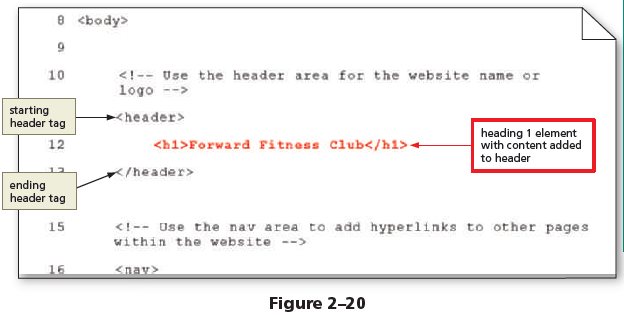 8 <body>
9
10 <!-- Use the header area for the website name or
logo -->
starting
header tag
<header>
12 <h1>Forward Fitness Club</h1>
heading 1 element
with content added
to header
13 </header>
ending
header tag
15 <!-- Use the nav area to add hyperlinks to other pages
within the website -->
16 <nav>
Figure 2–20